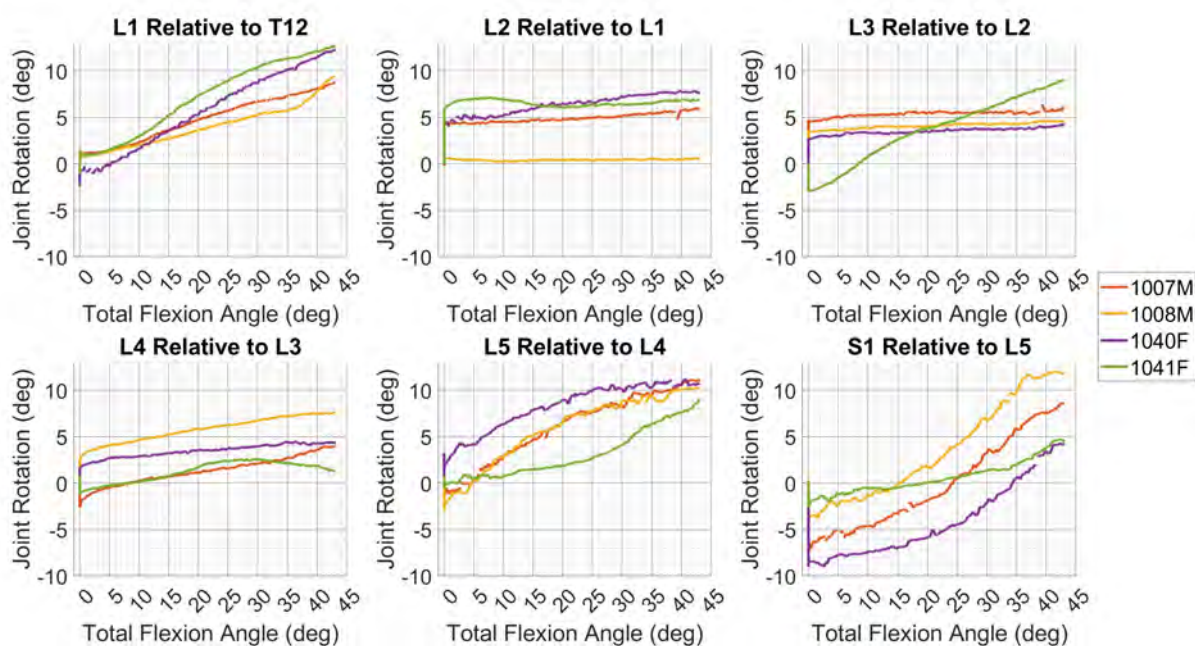 L1 Relative to T12
L2 Relative to L1
L3 Relative to L2
Joint Rotation (deg)
10
5
0
-5
-10
0 5 10 15 20 25 30 35 40 45
Total Flexion Angle (deg)
Joint Rotation (deg)
10
5
0
-5
-10
0 5 10 15 20 25 30 35 40 45
Total Flexion Angle (deg)
Joint Rotation (deg)
10
5
0
-5
-10
0 5 10 15 20 25 30 35 40 45
Total Flexion Angle (deg)
1007M
1008M
1040F
1041F
L4 Relative to L3
L5 Relative to L4
S1 Relative to L5
Joint Rotation (deg)
10
5
0
-5
-10
0 5 10 15 20 25 30 35 40 45
Total Flexion Angle (deg)
Joint Rotation (deg)
10
5
0
-5
-10
0 5 10 15 20 25 30 35 40 45
Total Flexion Angle (deg)
Joint Rotation (deg)
10
5
0
-5
-10
0 5 10 15 20 25 30 35 40 45
Total Flexion Angle (deg)